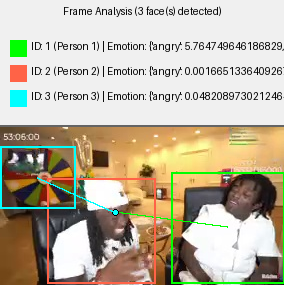 Frame Analysis (3 face(s) detected)
ID: 1 (Person 1) | Emotion: {'angry': 5.764749646186829,
ID: 2 (Person 2) | Emotion: {'angry': 0.001665133640926
ID: 3 (Person 3) | Emotion: {'angry': 0.048208973021246
53:06:00